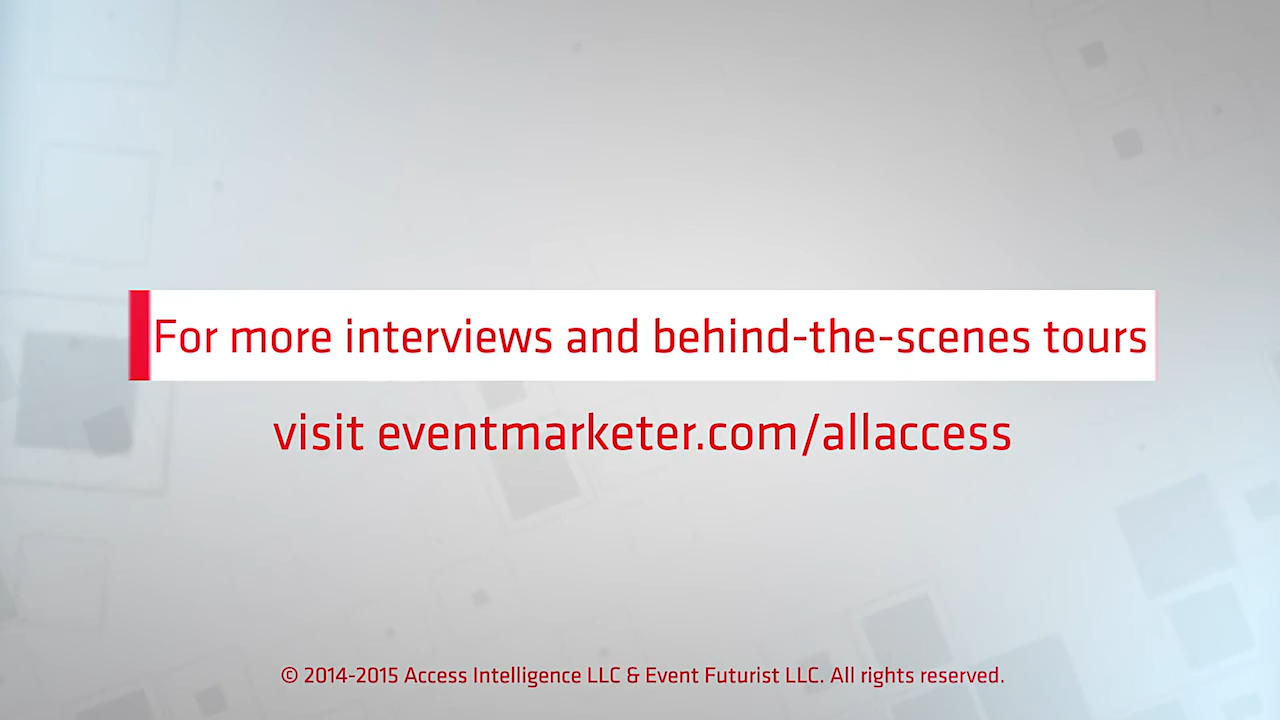 For more interviews and behind-the-scenes tours
visit eventmarketer.com/allaccess
© 2014-2015 Access Intelligence LLC & Event Futurist LLC. All rights reserved.